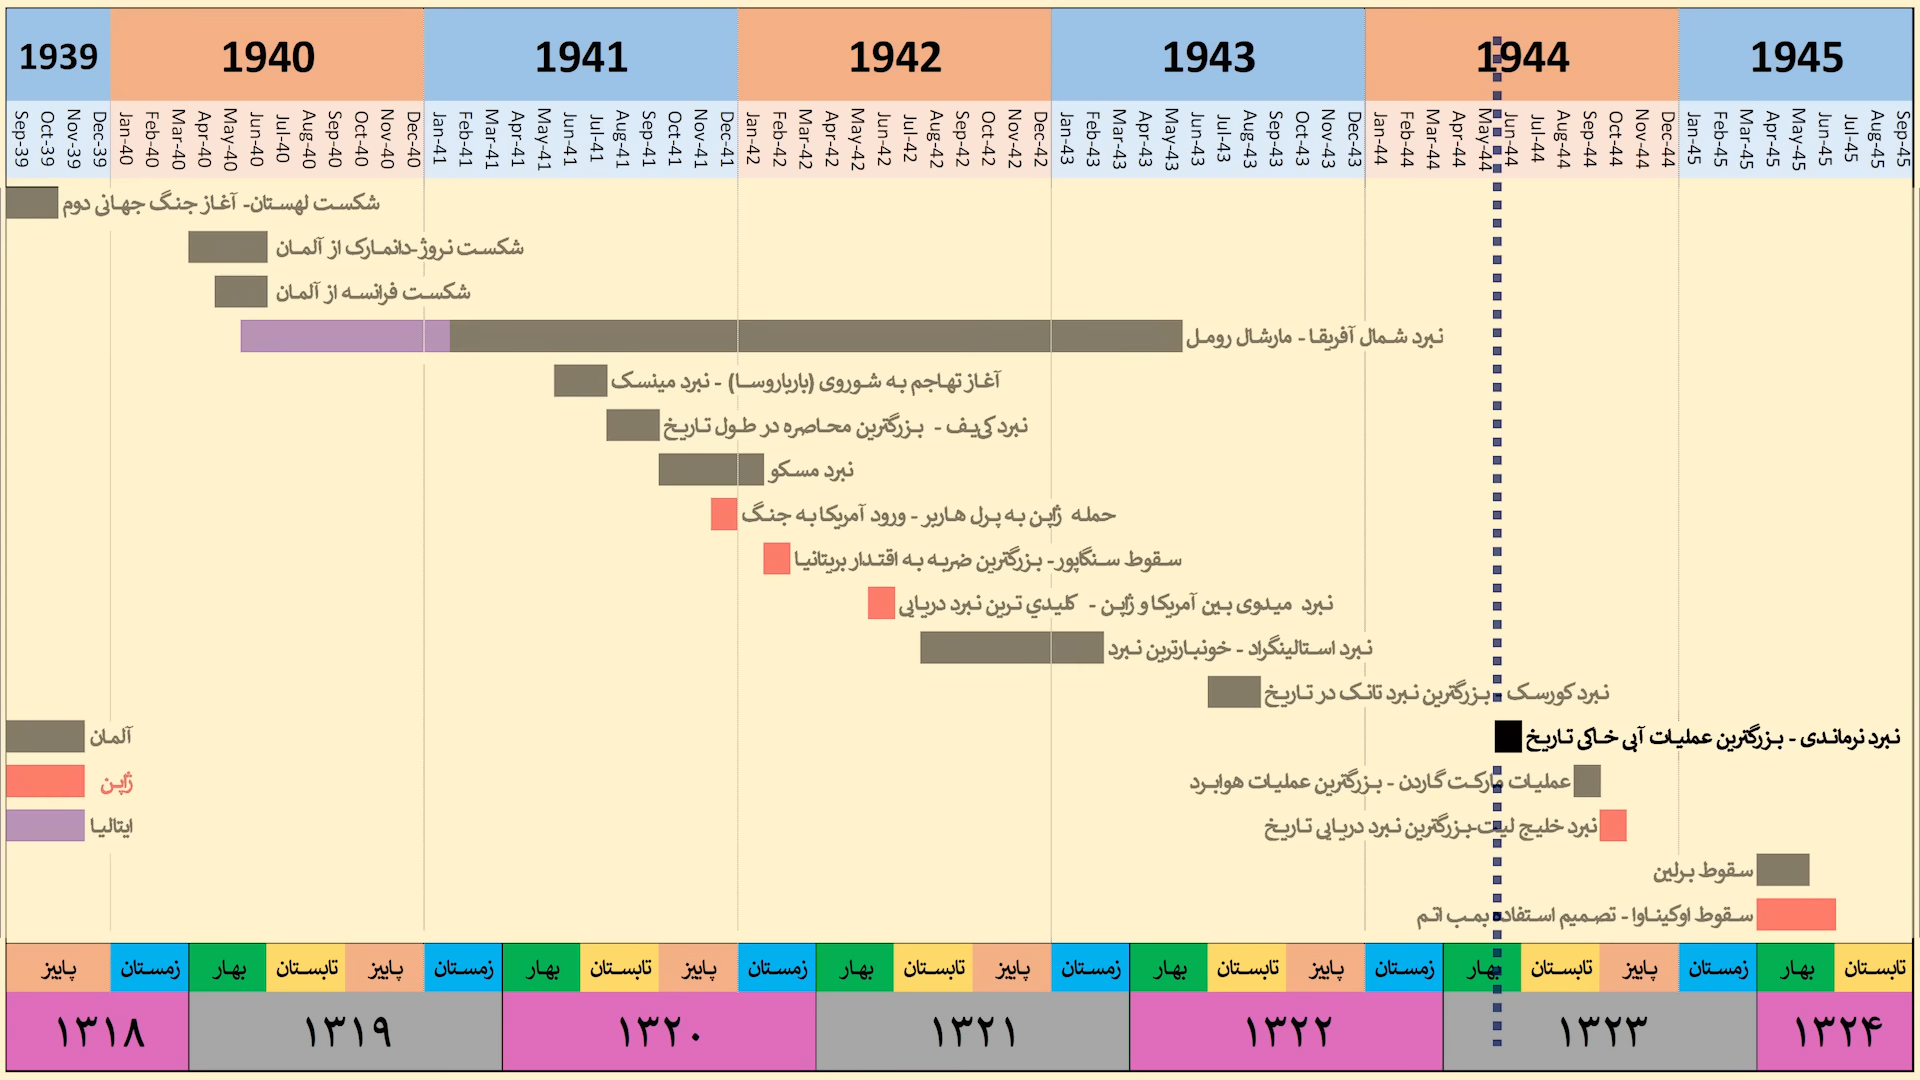 1939 1940 1941 1942 1943 1944 1945
Sep-39 Oct-39 Nov-39 Dec-39 Jan-40 Feb-40 Mar-40 Apr-40 May-40 Jun-40 Jul-40 Aug-40 Sep-40 Oct-40 Nov-40 Dec-40 Jan-41 Feb-41 Mar-41 Apr-41 May-41 Jun-41 Jul-41 Aug-41 Sep-41 Oct-41 Nov-41 Dec-41 Jan-42 Feb-42 Mar-42 Apr-42 May-42 Jun-42 Jul-42 Aug-42 Sep-42 Oct-42 Nov-42 Dec-42 Jan-43 Feb-43 Mar-43 Apr-43 May-43 Jun-43 Jul-43 Aug-43 Sep-43 Oct-43 Nov-43 Dec-43 Jan-44 Feb-44 Mar-44 Apr-44 May-44 Jun-44 Jul-44 Aug-44 Sep-44 Oct-44 Nov-44 Dec-44 Jan-45 Feb-45 Mar-45 Apr-45 May-45 Jun-45 Jul-45 Aug-45 Sep-45
شکست لهستان- آغاز جنگ جهانی دوم
شکست نروژ-دانمارک از آلمان
شکست فرانسه از آلمان
نبرد شمال آفریقا - مارشال رومل
آغاز تهاجم به شوروی (بارباروسا) - نبرد مینسک
نبرد کی‌یف - بزرگترین محاصره در طول تاریخ
نبرد مسکو
حمله ژاپن به پرل هاربر - ورود آمریکا به جنگ
سقوط سنگاپور- بزرگترین ضربه به اقتدار بریتانیا
نبرد میدوی بین آمریکا و ژاپن - کلیدي ترین نبرد دریایی
نبرد استالینگراد - خونبارترین نبرد
نبرد کورسک - بزرگترین نبرد تانک در تاریخ
نبرد نرماندی - بزرگترین عملیات آبی خاکی تاریخ
آلمان
عملیات مارکت گاردن - بزرگترین عملیات هوابرد
ژاپن
نبرد خلیج لیت-بزرگترین نبرد دریایی تاریخ
ایتالیا
سقوط برلین
سقوط اوکیناوا - تصمیم استفاده بمب اتم
پاییز زمستان بهار تابستان پاییز زمستان بهار تابستان پاییز زمستان بهار تابستان پاییز زمستان بهار تابستان پاییز زمستان بهار تابستان پاییز زمستان بهار تابستان
۱۳۱۸ ۱۳۱۹ ۱۳۲۰ ۱۳۲۱ ۱۳۲۲ ۱۳۲۳ ۱۳۲۴